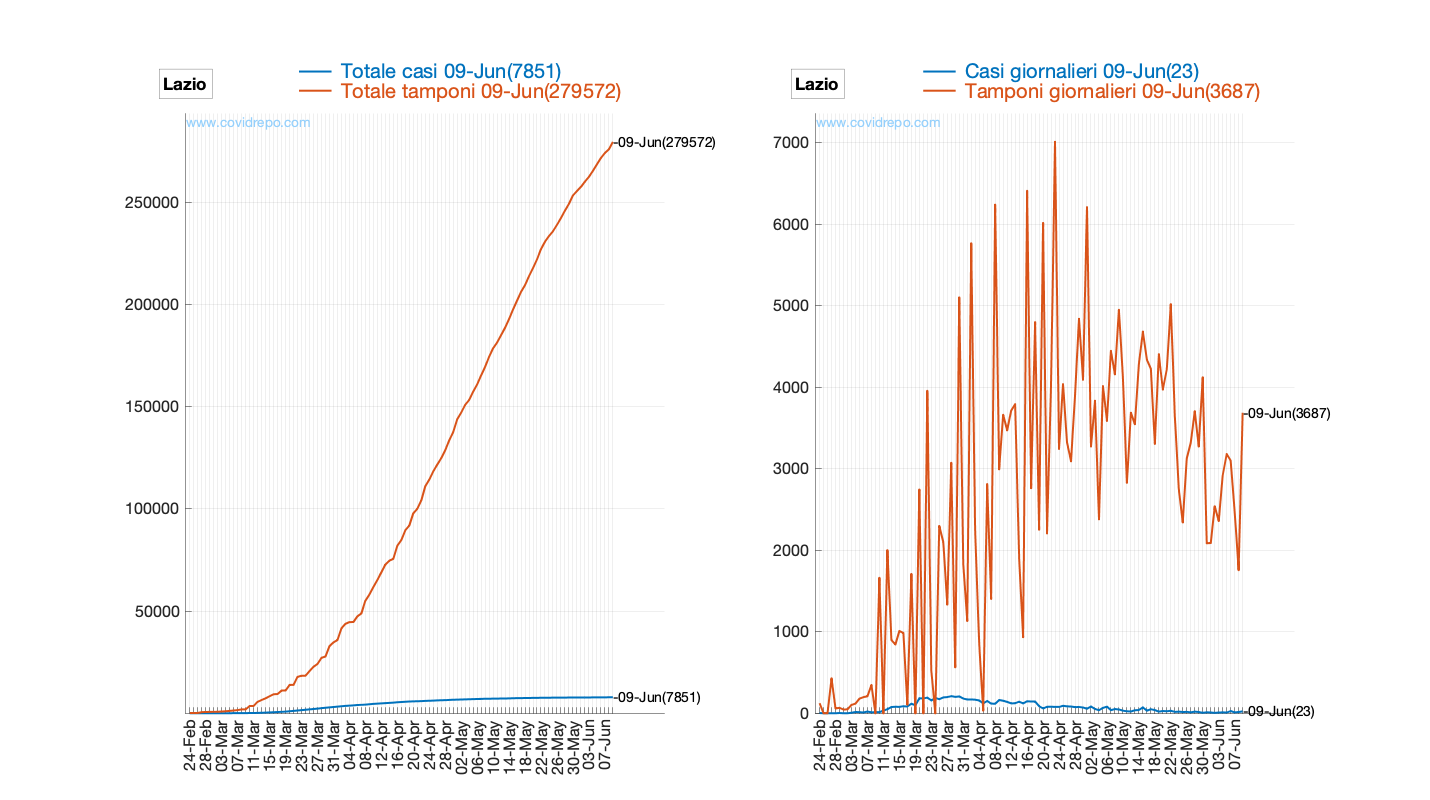 Lazio
Totale casi 09-Jun(7851)
Totale tamponi 09-Jun(279572)
www.covidrepo.com
09-Jun(279572)
250000
200000
150000
100000
50000
09-Jun(7851)
24-Feb
28-Feb
03-Mar
07-Mar
11-Mar
15-Mar
19-Mar
23-Mar
27-Mar
31-Mar
04-Apr
08-Apr
12-Apr
16-Apr
20-Apr
24-Apr
28-Apr
02-May
06-May
10-May
14-May
18-May
22-May
26-May
30-May
03-Jun
07-Jun
Lazio
Casi giornalieri 09-Jun(23)
Tamponi giornalieri 09-Jun(3687)
www.covidrepo.com
7000
6000
5000
4000
09-Jun(3687)
3000
2000
1000
0
09-Jun(23)
24-Feb
28-Feb
03-Mar
07-Mar
11-Mar
15-Mar
19-Mar
23-Mar
27-Mar
31-Mar
04-Apr
08-Apr
12-Apr
16-Apr
20-Apr
24-Apr
28-Apr
02-May
06-May
10-May
14-May
18-May
22-May
26-May
30-May
03-Jun
07-Jun